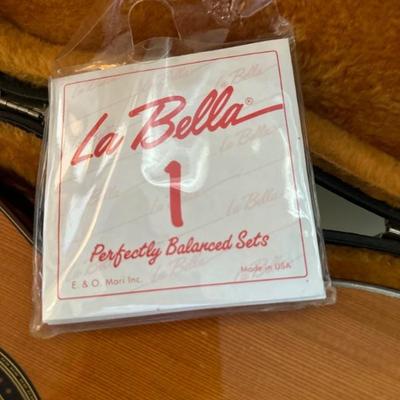 La Bella®
1
Perfectly Balanced Sets
E. & O. Mari Inc.
Made in USA